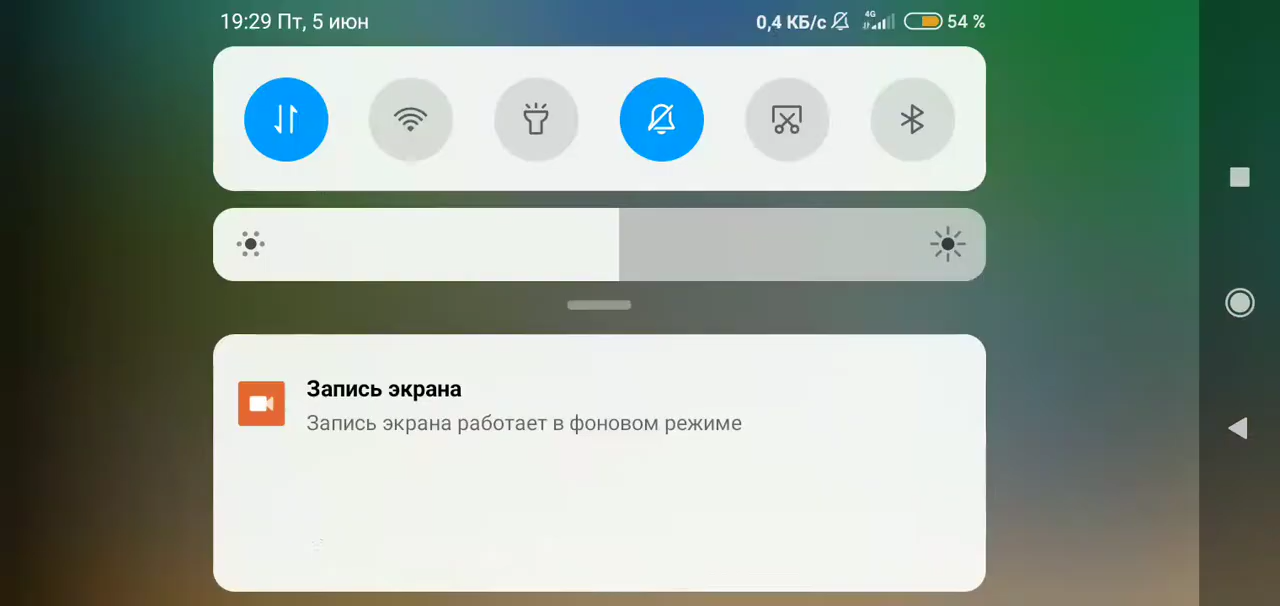 19:29 Пт, 5 июн
0,4 КБ/с 4G 54 %
Запись экрана
Запись экрана работает в фоновом режиме